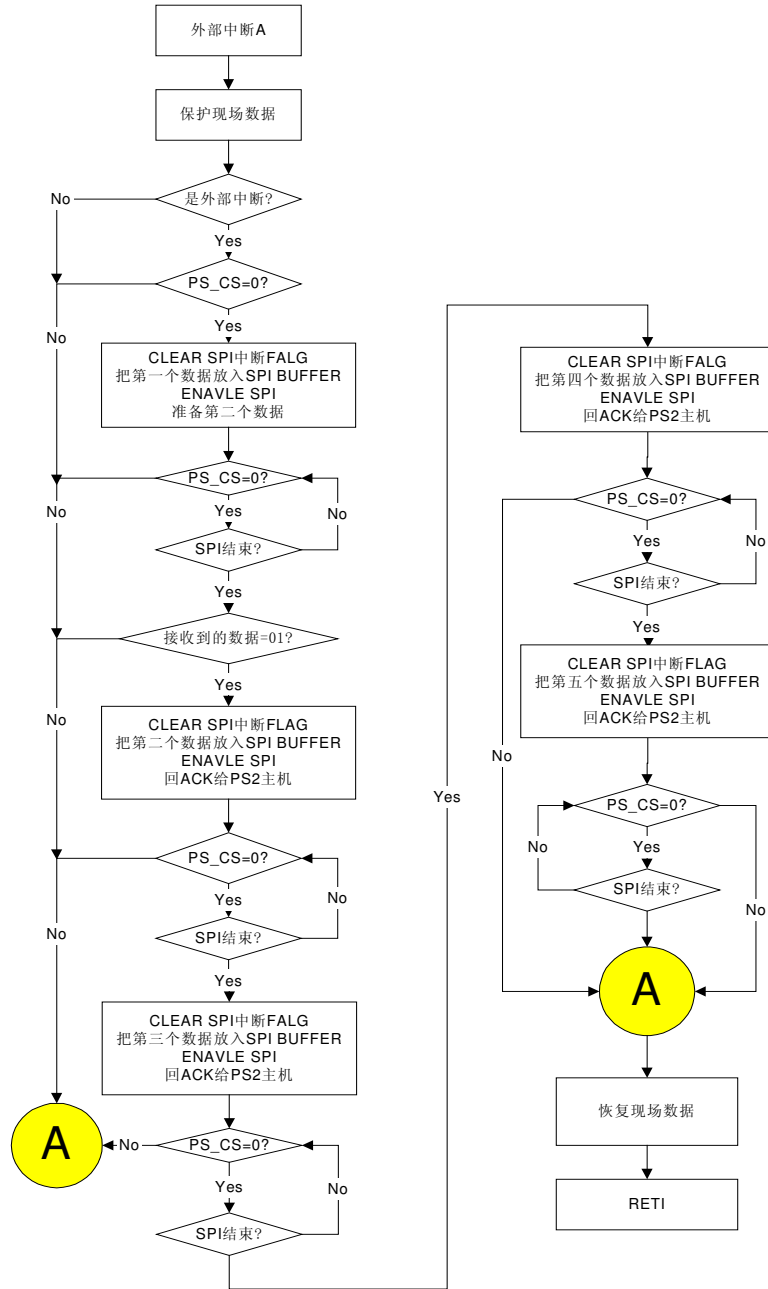 外部中断A
保护现场数据
是外部中断?
No
Yes
PS_CS=0?
No
Yes
CLEAR SPI中断FALG
把第一个数据放入SPI BUFFER
ENAVLE SPI
准备第二个数据
PS_CS=0?
No
Yes
No
SPI结束?
Yes
接收到的数据=01?
No
Yes
CLEAR SPI中断FLAG
把第二个数据放入SPI BUFFER
ENAVLE SPI
回ACK给PS2主机
PS_CS=0?
No
Yes
No
SPI结束?
Yes
CLEAR SPI中断FALG
把第三个数据放入SPI BUFFER
ENAVLE SPI
回ACK给PS2主机
A
No
PS_CS=0?
Yes
No
SPI结束?
Yes
CLEAR SPI中断FALG
把第四个数据放入SPI BUFFER
ENAVLE SPI
回ACK给PS2主机
PS_CS=0?
Yes
No
SPI结束?
Yes
CLEAR SPI中断FLAG
把第五个数据放入SPI BUFFER
ENAVLE SPI
回ACK给PS2主机
No
PS_CS=0?
No
Yes
SPI结束?
No
A
恢复现场数据
RETI